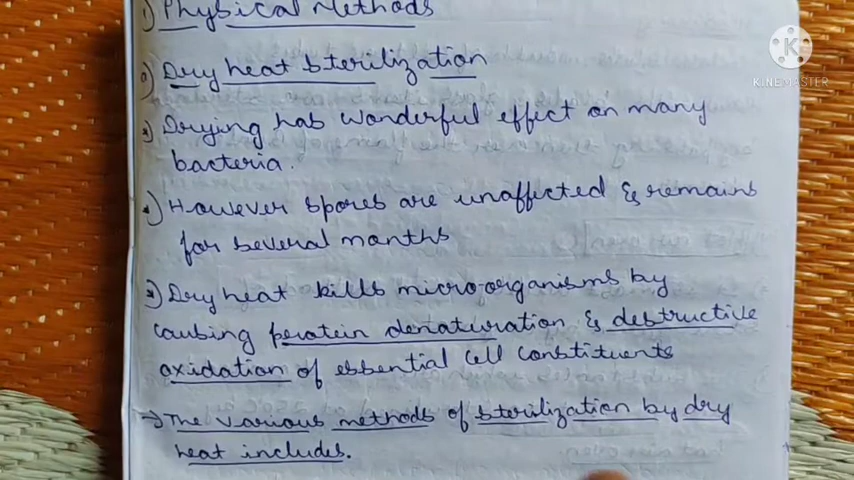 1) Physical Methods
KINEMASTER
Dry heat sterilization
Drying has wonderful effect on many
bacteria.
However spores are unaffected & remains
for several months
Dry heat kills micro-organisms by
causing protein denaturation & destructive
oxidation of essential cell constituents
→ The various methods of sterilization by dry
heat includes.